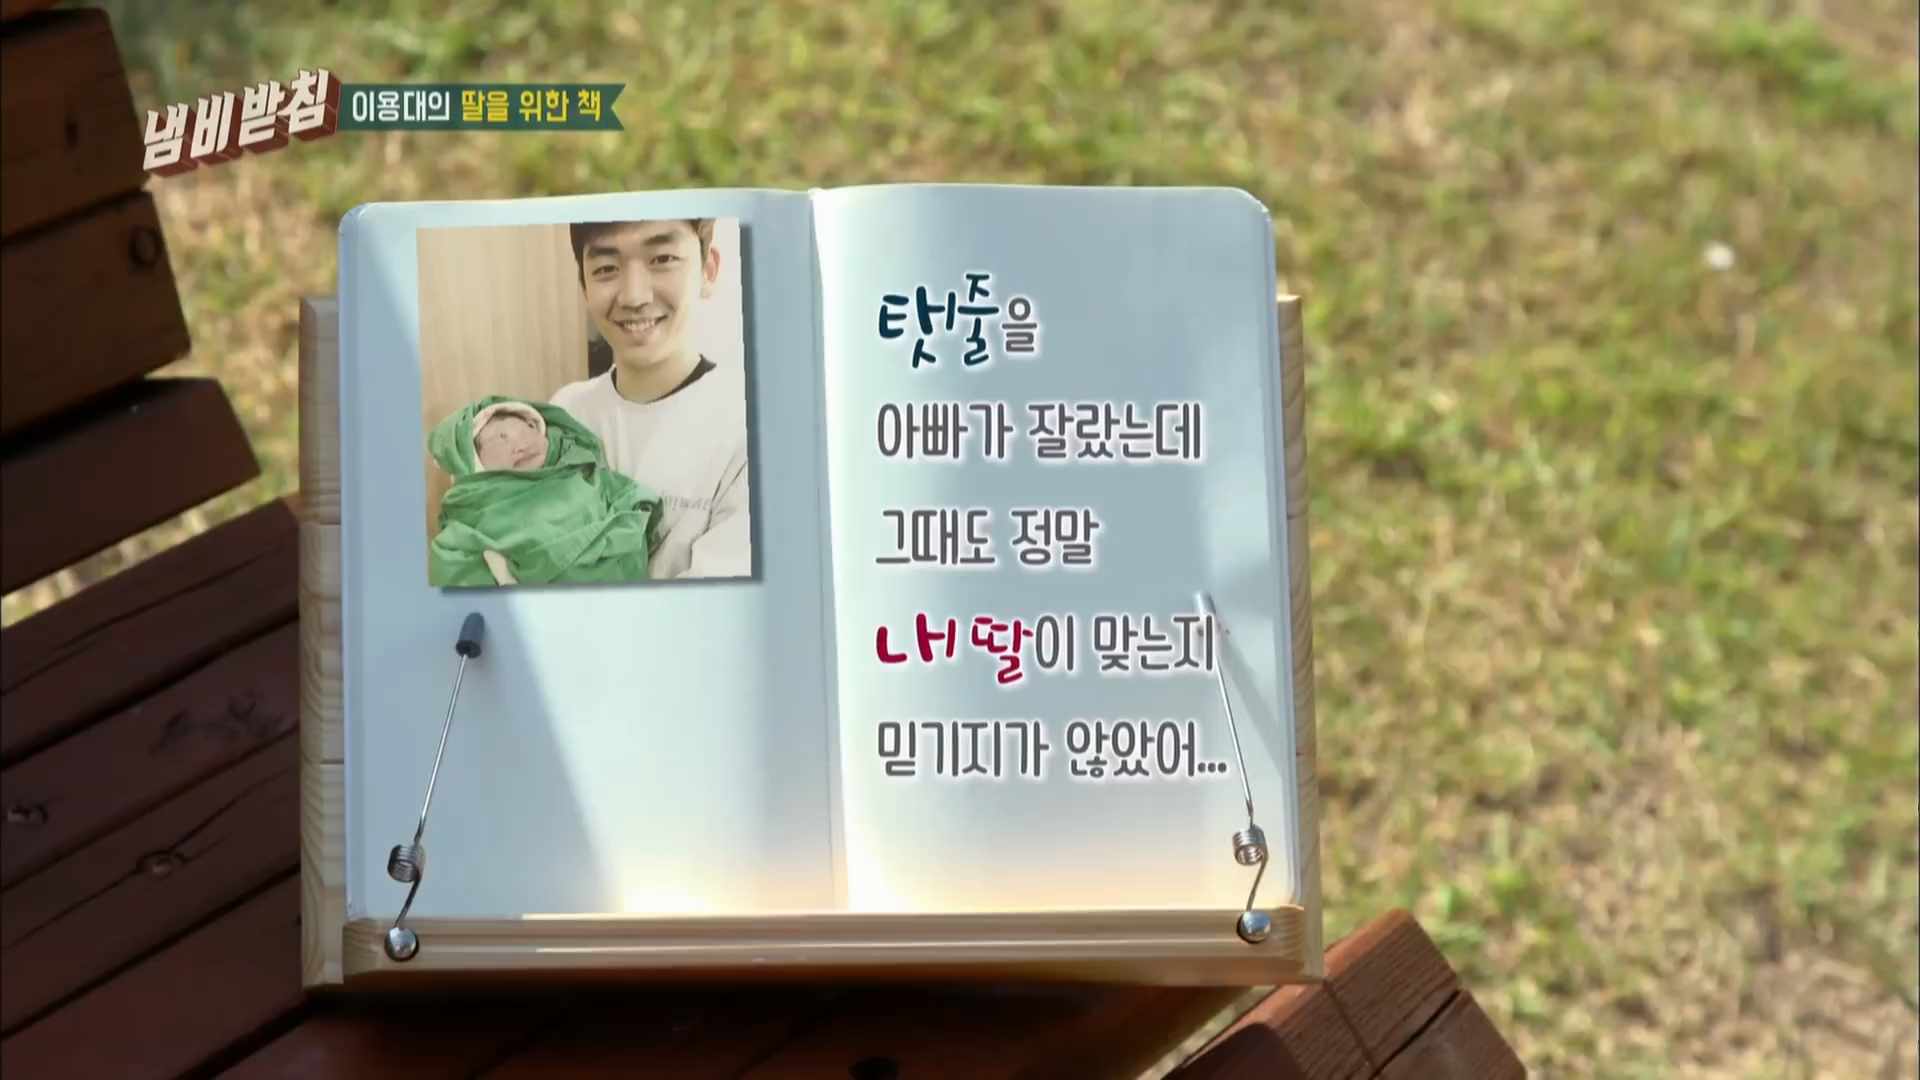 냄비받침
이용대의 딸을 위한 책
탯줄을
아빠가 잘랐는데
그때도 정말
내 딸이 맞는지
믿기지가 않았어...